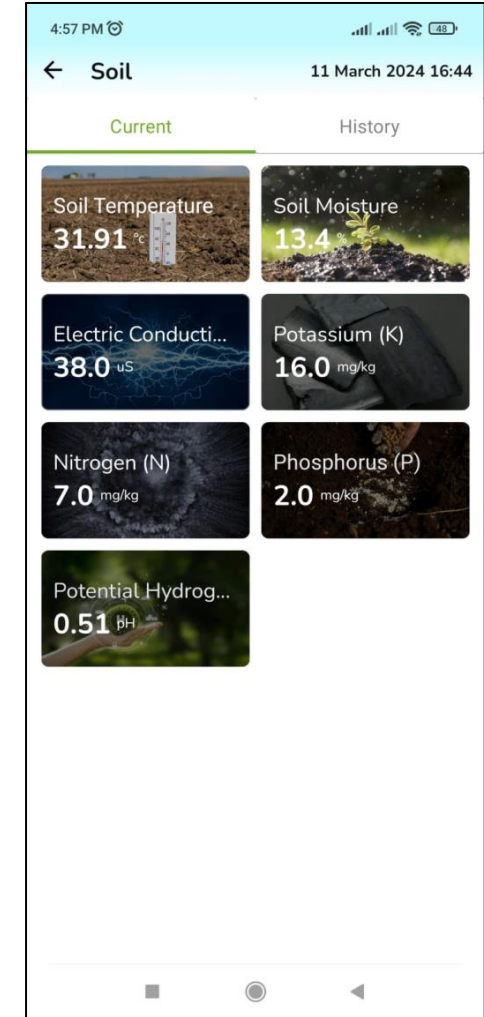 4:57 PM
48
Soil
11 March 2024 16:44
Current
History
Soil Temperature
31.91 °c
Soil Moisture
13.4 %
Electric Conducti...
38.0 uS
Potassium (K)
16.0 mg/kg
Nitrogen (N)
7.0 mg/kg
Phosphorus (P)
2.0 mg/kg
Potential Hydrog...
0.51 pH